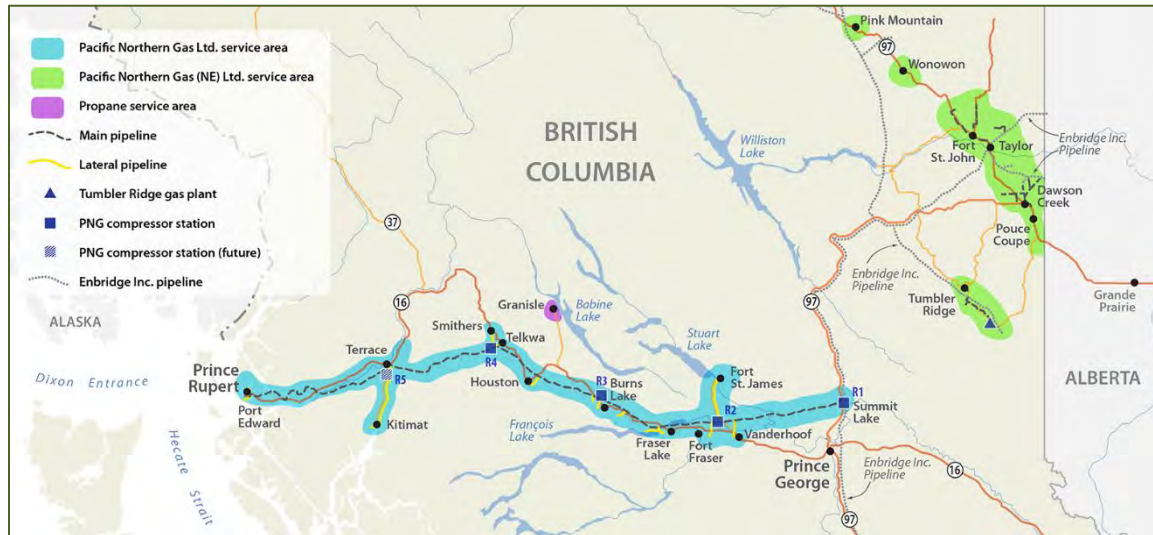 Pacific Northern Gas Ltd. service area
Pacific Northern Gas (NE) Ltd. service area
Propane service area
Main pipeline
Lateral pipeline
Tumbler Ridge gas plant
PNG compressor station
PNG compressor station (future)
Enbridge Inc. pipeline
Pink Mountain
97
Wonowon
BRITISH
COLUMBIA
Williston
Lake
Enbridge Inc.
Pipeline
Fort
St. John
Taylor
Enbridge Inc.
Pipeline
Dawson
Creek
Pouce
Coupe
37
Enbridge Inc.
Pipeline
Tumbler
Ridge
Grande
Prairie
16
97
Granisle
Babine
Lake
ALASKA
Smithers
Telkwa
Stuart
Lake
Terrace
R4
Dixon Entrance
Prince
Rupert
R5
Houston
R3
Burns
Lake
Fort
St. James
R1
ALBERTA
Summit
Lake
Port
Edward
Kitimat
R2
François
Lake
Fraser
Lake
Fort
Fraser
Vanderhoof
Hecate Strait
Prince
George
Enbridge Inc.
Pipeline
16
97